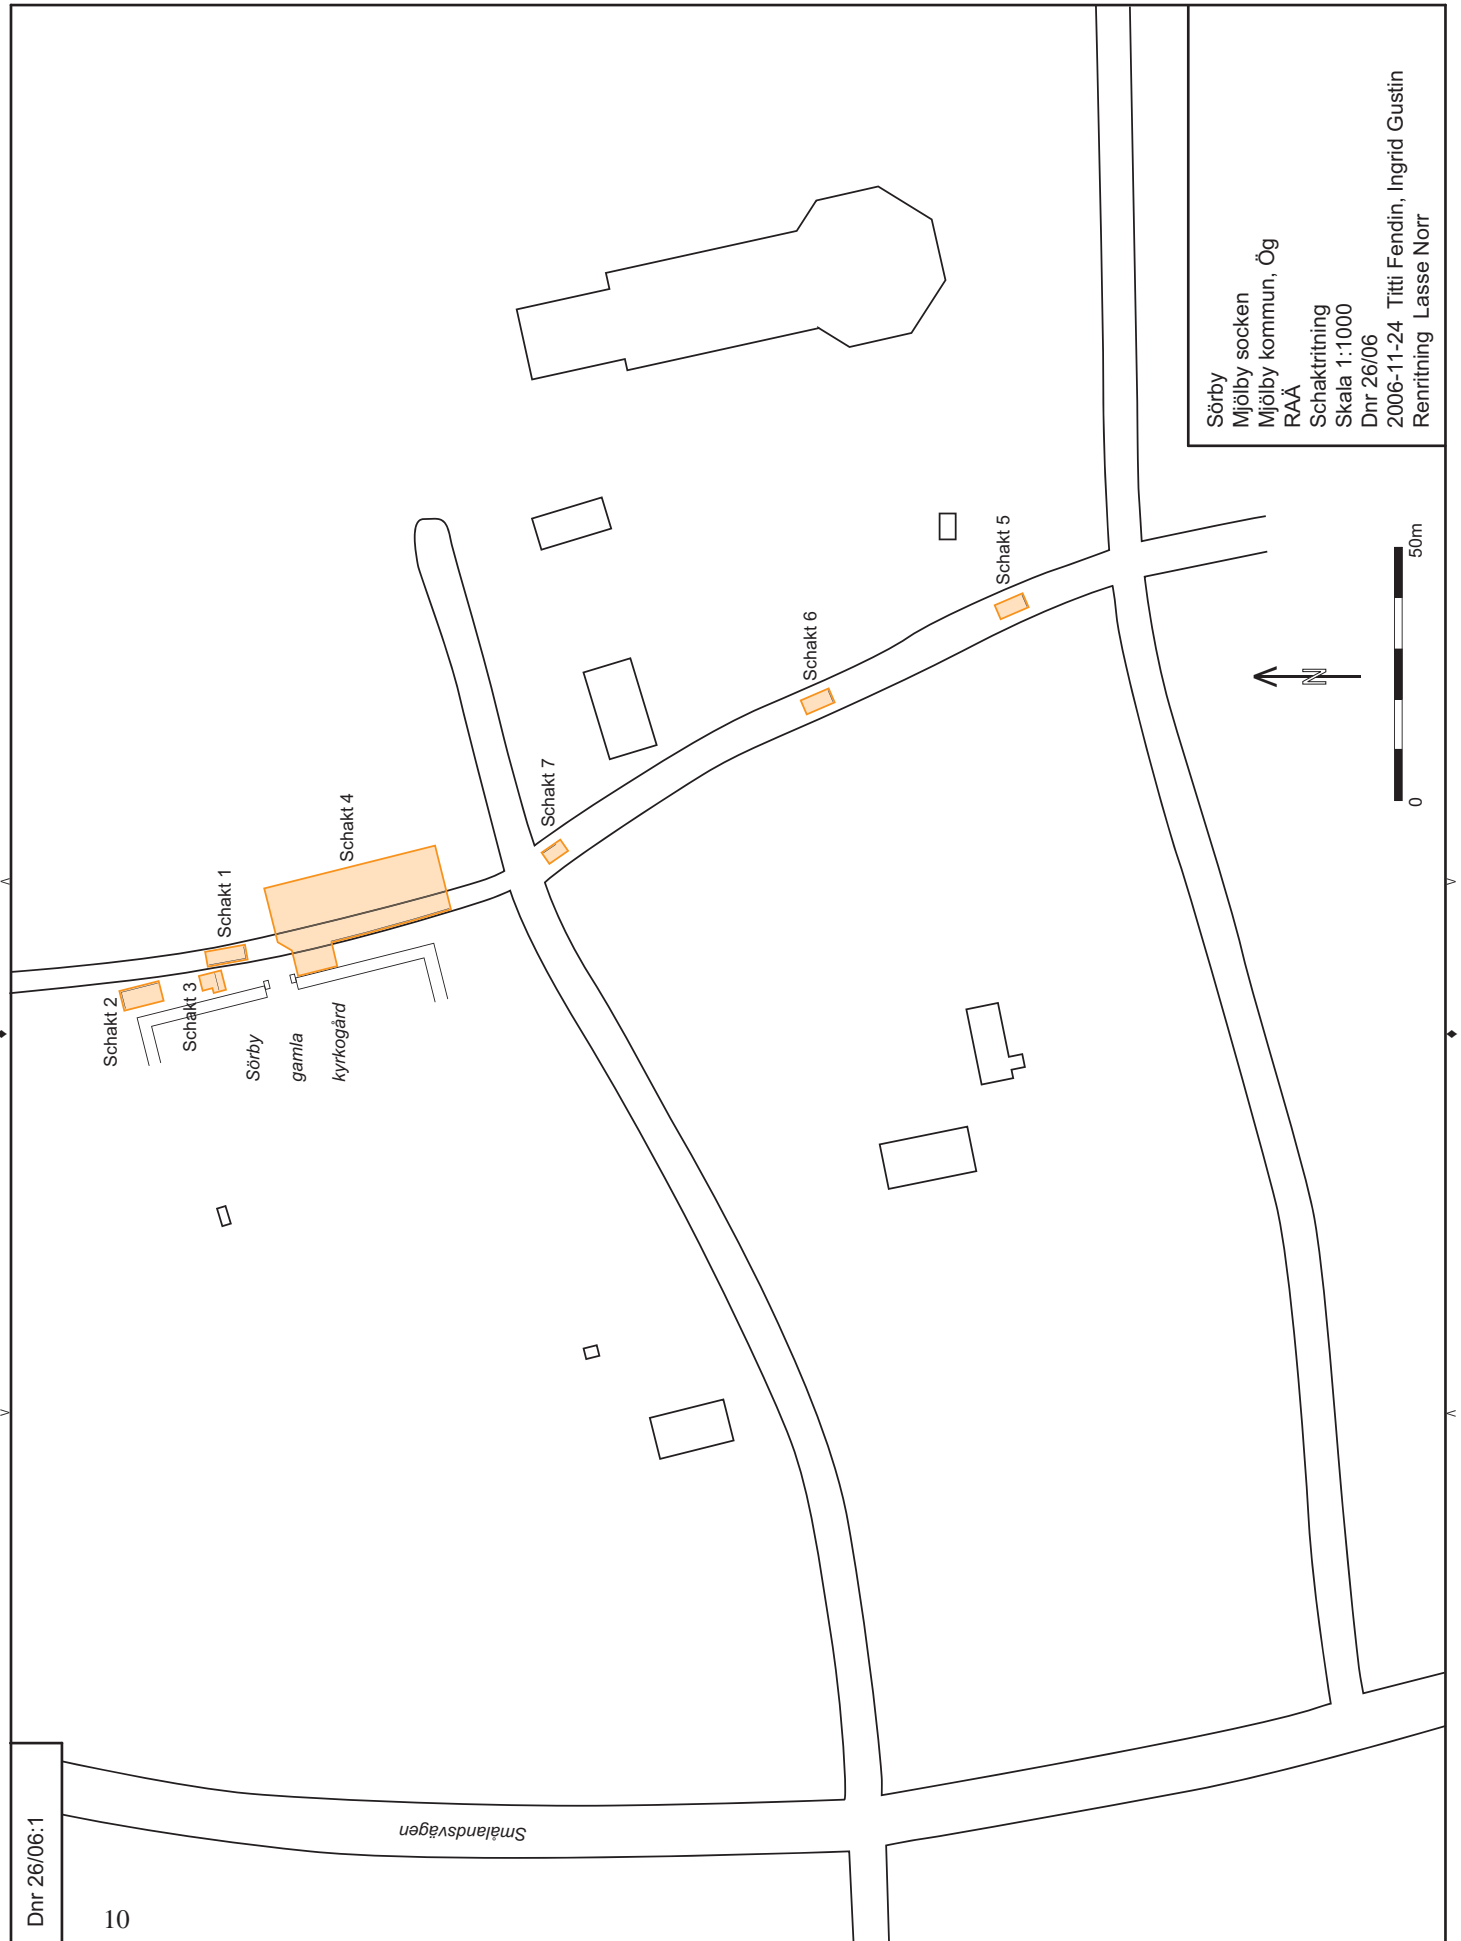 Dnr 26/06:1
Smålandsvägen
Schakt 2
Schakt 3
Schakt 1
Schakt 4
Sörby
gamla
kyrkogård
Schakt 7
Schakt 6
Schakt 5
N
0
50m
Sörby
Mjölby socken
Mjölby kommun, Ög
RAÄ
Schaktritning
Skala 1:1000
Dnr 26/06
2006-11-24 Titti Fendin, Ingrid Gustin
Renritning Lasse Norr
10